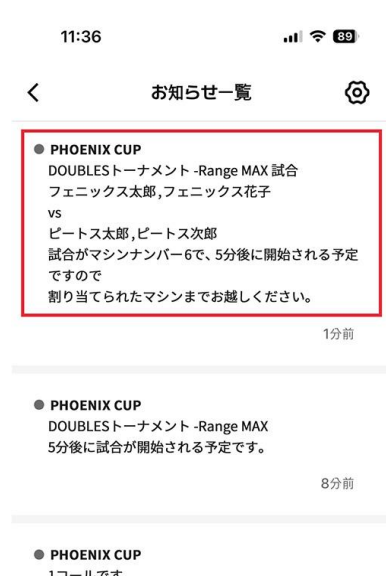 11:36
89
お知らせ一覧
PHOENIX CUP
DOUBLESトーナメント -Range MAX 試合
フェニックス太郎,フェニックス花子
vs
ピートス太郎,ピートス次郎
試合がマシンナンバー6で、5分後に開始される予定
ですので
割り当てられたマシンまでお越しください。
1分前
PHOENIX CUP
DOUBLESトーナメント -Range MAX
5分後に試合が開始される予定です。
8分前
PHOENIX CUP
1コールです